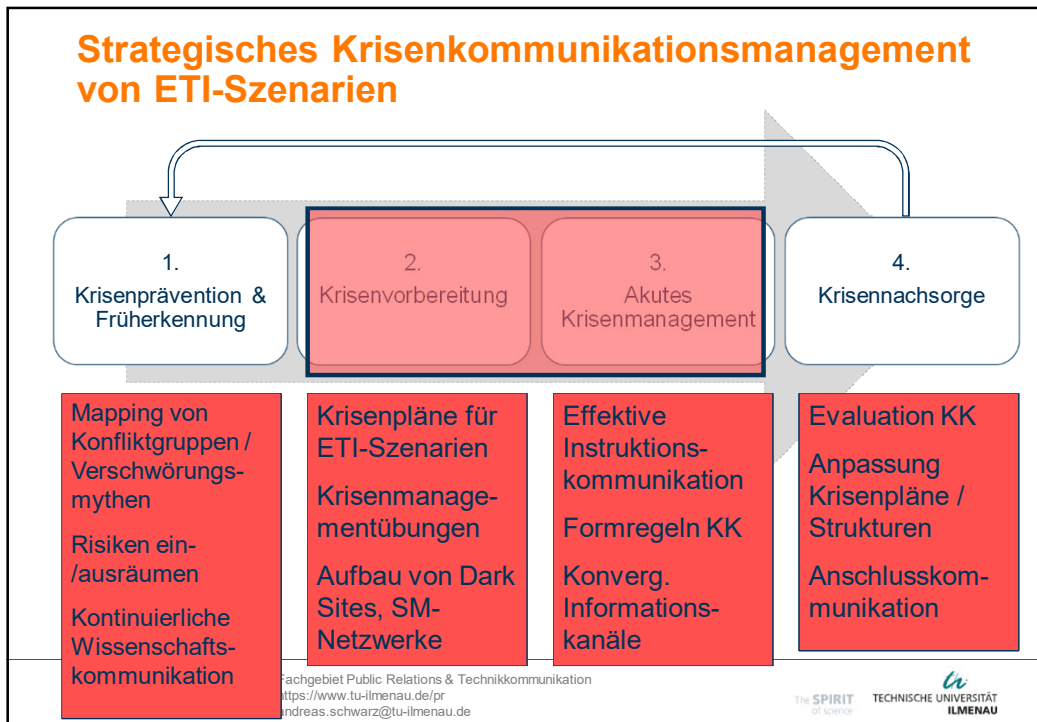 Strategisches Krisenkommunikationsmanagement
von ETI-Szenarien
1.
Krisenprävention &
Früherkennung
2.
Krisenvorbereitung
3.
Akutes
Krisenmanagement
4.
Krisennachsorge
Mapping von
Konfliktgruppen /
Verschwörungs-
mythen
Risiken ein-
/ausräumen
Kontinuierliche
Wissenschafts-
kommunikation
Krisenpläne für
ETI-Szenarien
Krisenmanage-
mentübungen
Aufbau von Dark
Sites, SM-
Netzwerke
Effektive
Instruktions-
kommunikation
Formregeln KK
Konverg.
Informations-
kanäle
Evaluation KK
Anpassung
Krisenpläne /
Strukturen
Anschlusskom-
munikation
Fachgebiet Public Relations & Technikkommunikation
https://www.tu-ilmenau.de/pr
andreas.schwarz@tu-ilmenau.de
The SPIRIT
of science
TECHNISCHE UNIVERSITÄT
ILMENAU